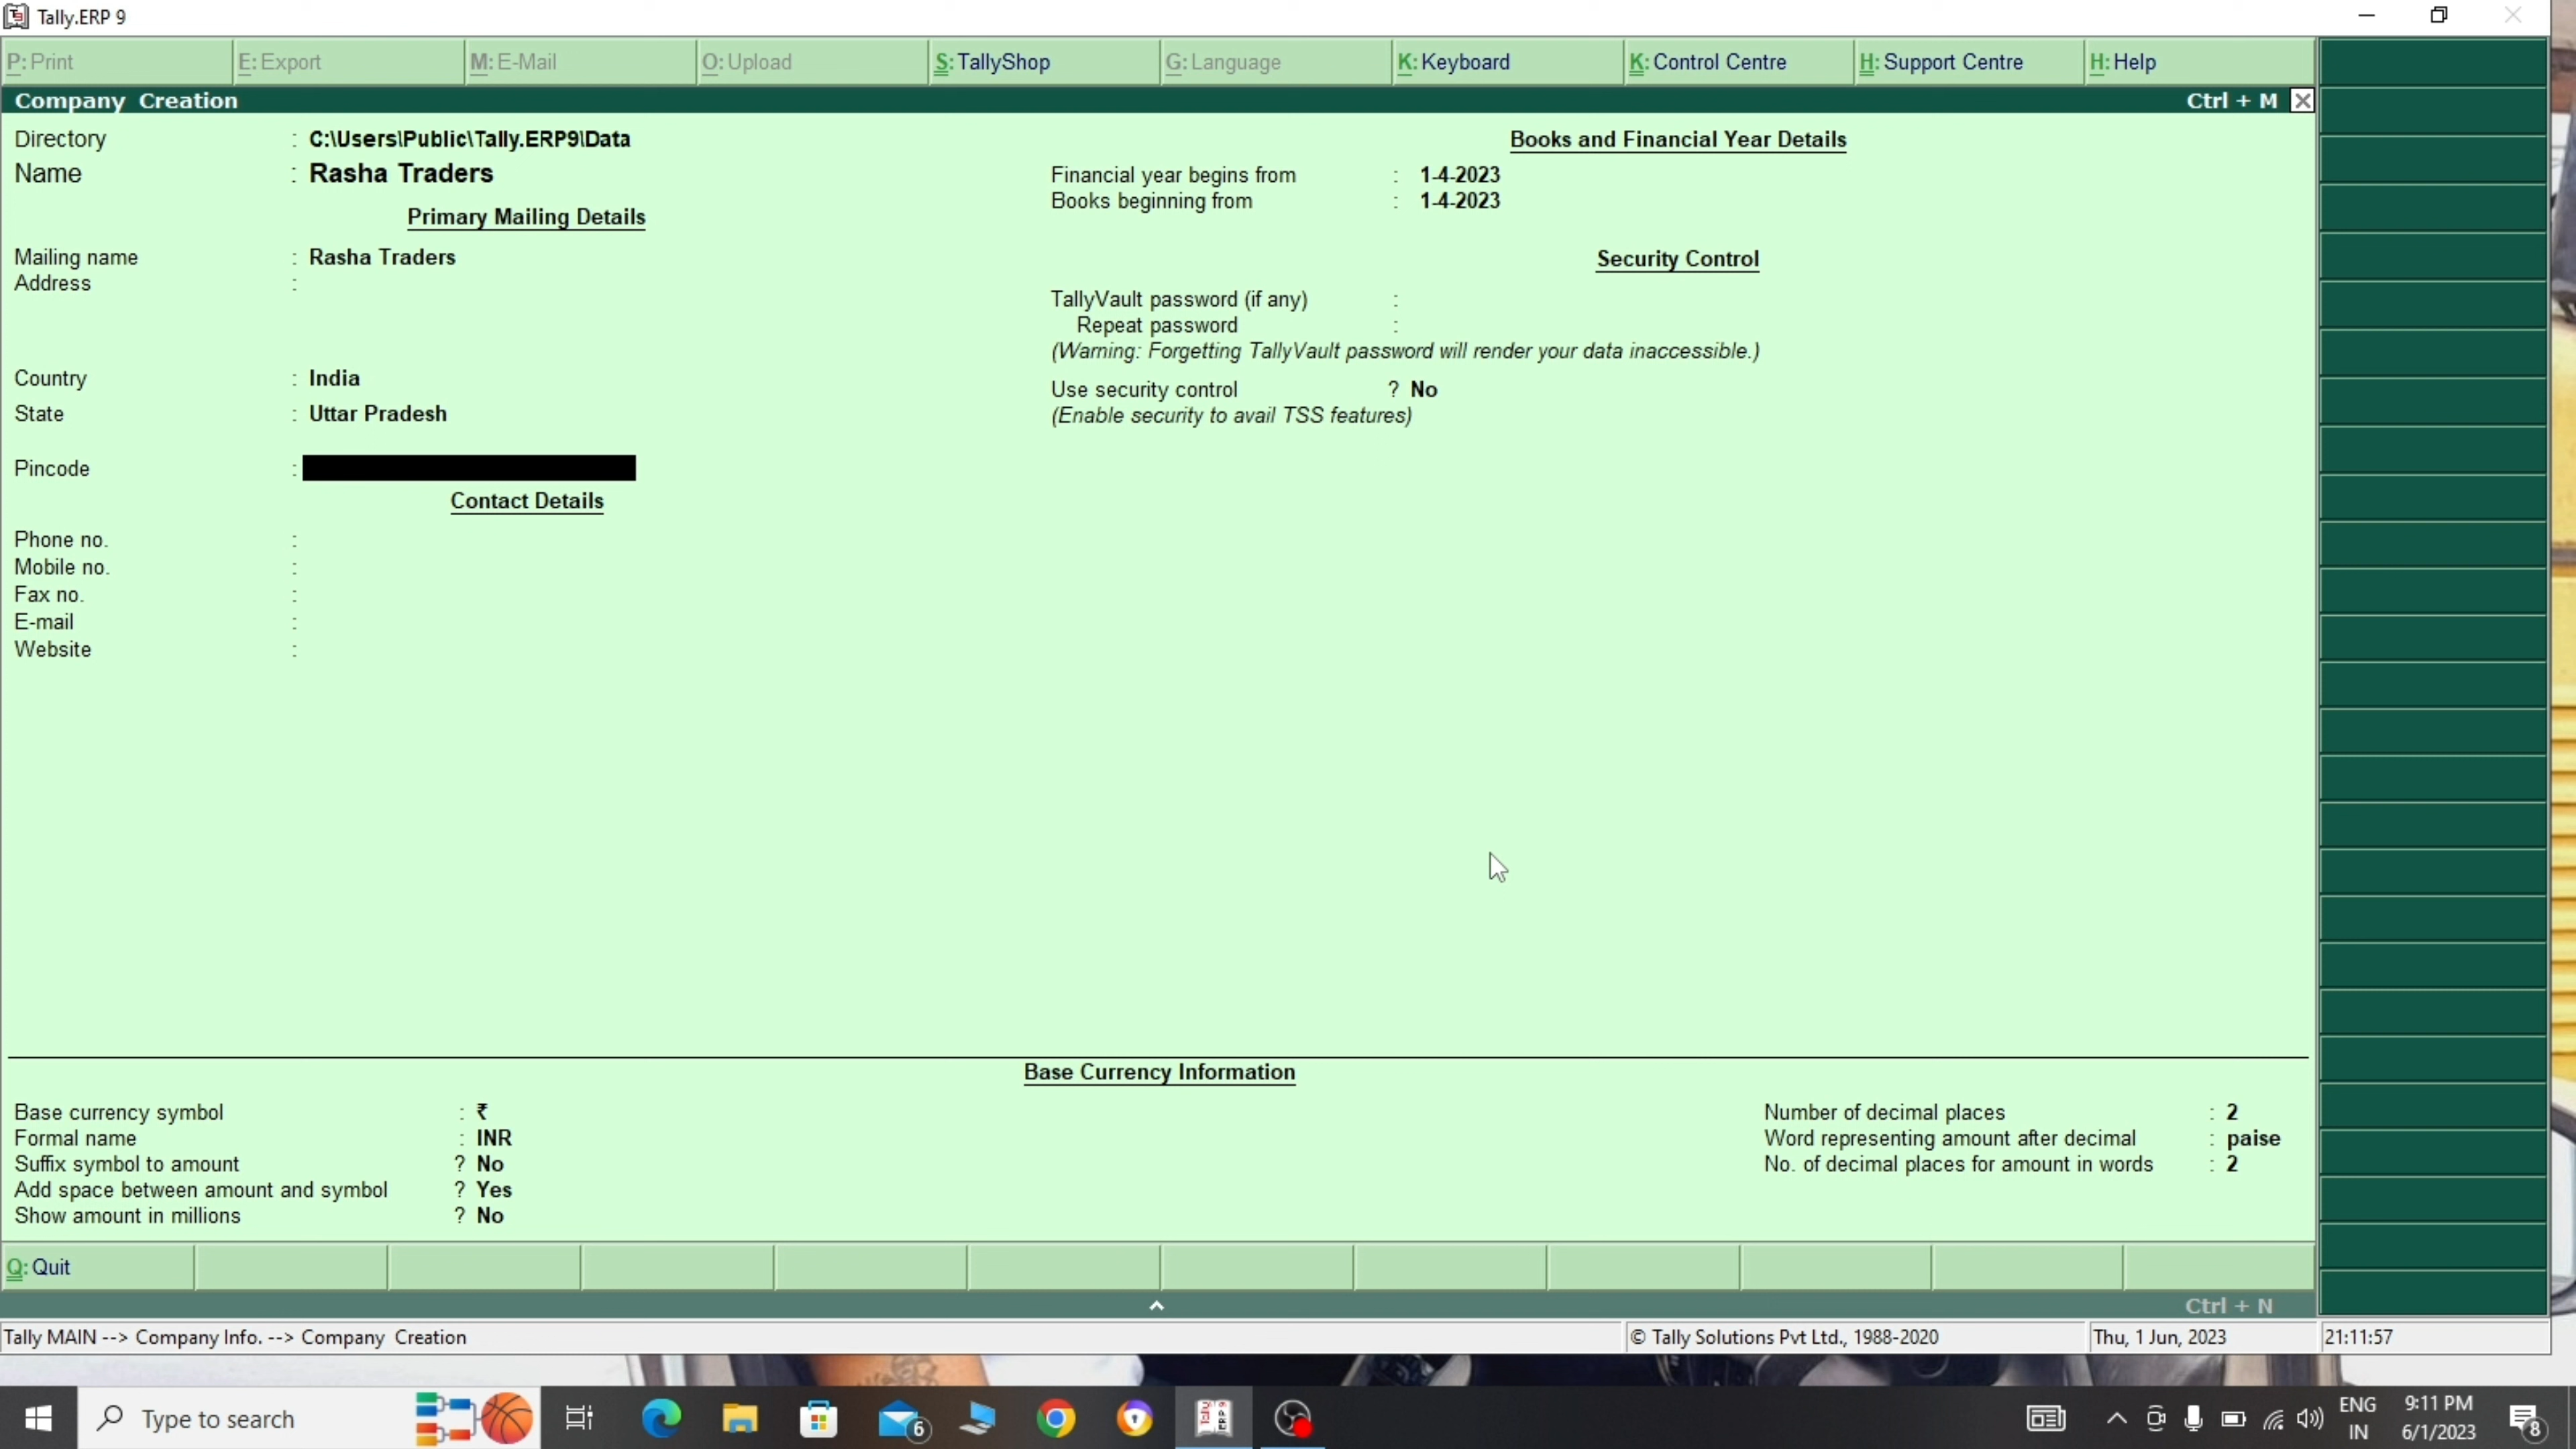 Tally.ERP 9
P: Print E: Export M: E-Mail O: Upload S: TallyShop G: Language K: Keyboard K: Control Centre H: Support Centre H: Help
Company Creation Ctrl + M
Directory : C:\Users\Public\Tally.ERP9\Data
Name : Rasha Traders
Primary Mailing Details
Mailing name : Rasha Traders
Address :
Country : India
State : Uttar Pradesh
Pincode :
Contact Details
Phone no. :
Mobile no. :
Fax no. :
E-mail :
Website :
Books and Financial Year Details
Financial year begins from : 1-4-2023
Books beginning from : 1-4-2023
Security Control
TallyVault password (if any) :
Repeat password :
(Warning: Forgetting TallyVault password will render your data inaccessible.)
Use security control ? No
(Enable security to avail TSS features)
Base Currency Information
Base currency symbol : ₹
Formal name : INR
Suffix symbol to amount ? No
Add space between amount and symbol ? Yes
Show amount in millions ? No
Number of decimal places : 2
Word representing amount after decimal : paise
No. of decimal places for amount in words : 2
Q: Quit
Ctrl + N
Tally MAIN --> Company Info. --> Company Creation © Tally Solutions Pvt Ltd., 1988-2020 Thu, 1 Jun, 2023 21:11:57
Type to search
6
Tally ERP 9
ENG
IN
9:11 PM
6/1/2023
8